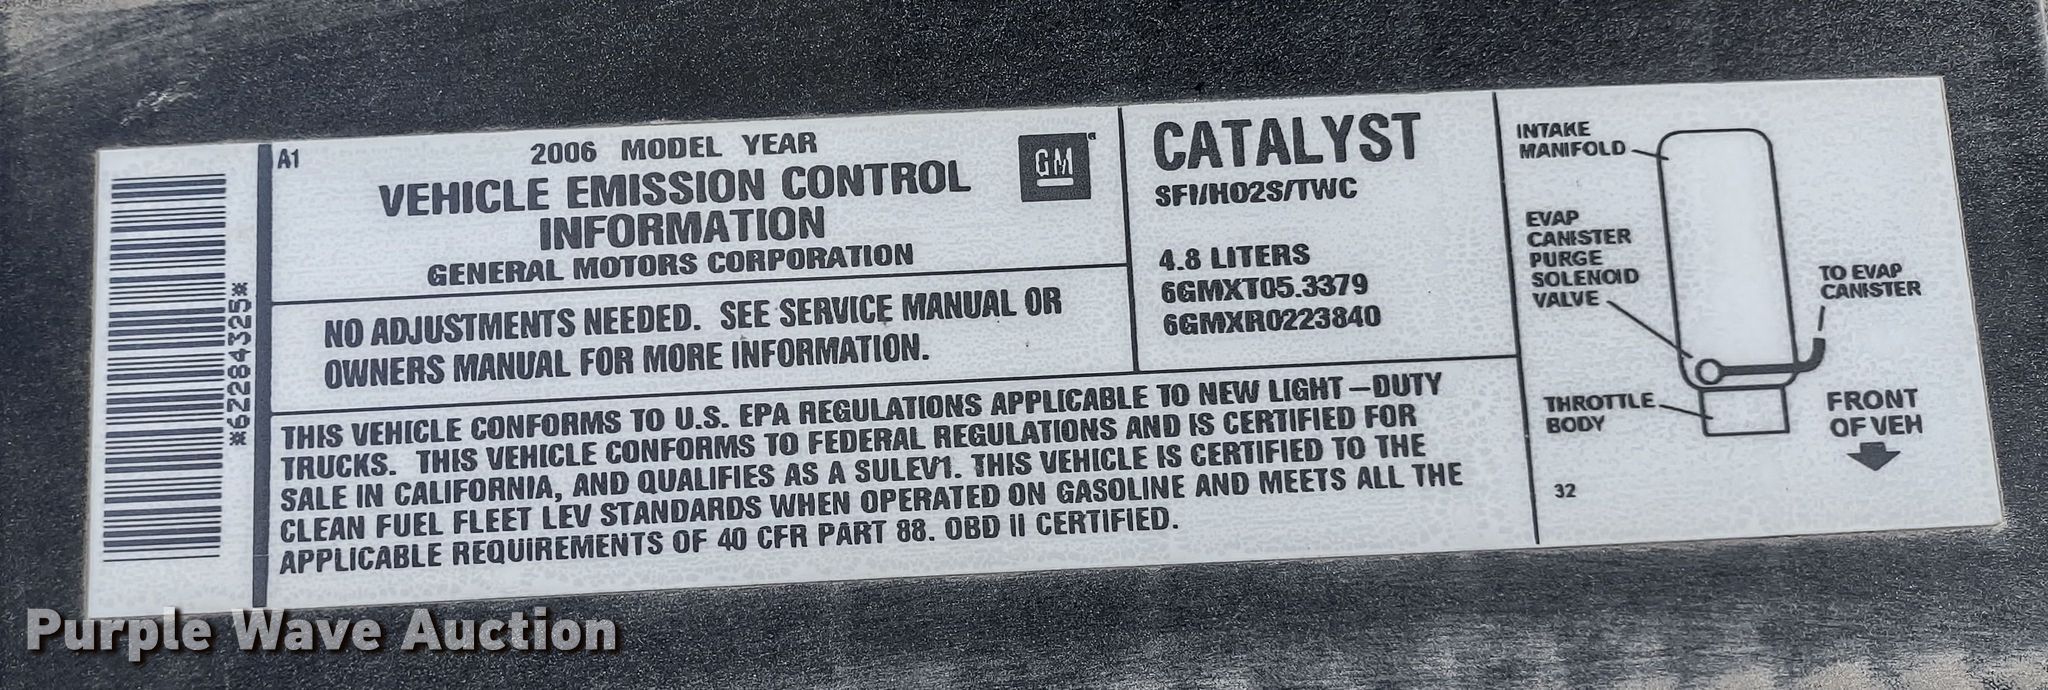 *62284325*
A1
2006 MODEL YEAR
VEHICLE EMISSION CONTROL
INFORMATION
GENERAL MOTORS CORPORATION
GM
NO ADJUSTMENTS NEEDED. SEE SERVICE MANUAL OR
OWNERS MANUAL FOR MORE INFORMATION.
CATALYST
SFI/HO2S/TWC
4.8 LITERS
6GMXT05.3379
6GMXR0223840
THIS VEHICLE CONFORMS TO U.S. EPA REGULATIONS APPLICABLE TO NEW LIGHT–DUTY
TRUCKS. THIS VEHICLE CONFORMS TO FEDERAL REGULATIONS AND IS CERTIFIED FOR
SALE IN CALIFORNIA, AND QUALIFIES AS A SULEV1. THIS VEHICLE IS CERTIFIED TO THE
CLEAN FUEL FLEET LEV STANDARDS WHEN OPERATED ON GASOLINE AND MEETS ALL THE
APPLICABLE REQUIREMENTS OF 40 CFR PART 88. OBD II CERTIFIED.
INTAKE
MANIFOLD
EVAP
CANISTER
PURGE
SOLENOID
VALVE
TO EVAP
CANISTER
THROTTLE
BODY
FRONT
OF VEH
32
Purple Wave Auction